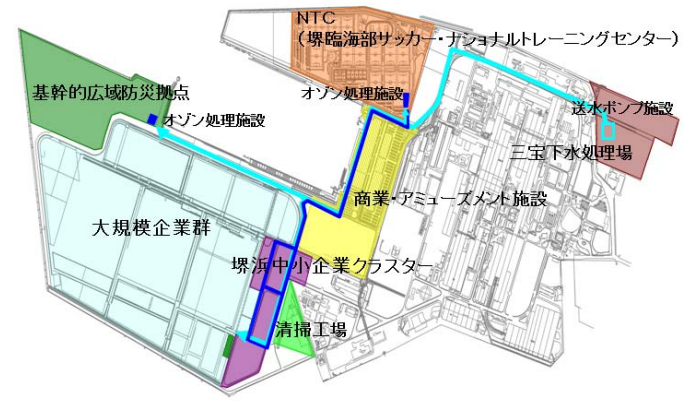 NTC
（堺臨海部サッカー・ナショナルトレーニングセンター）
基幹的広域防災拠点
オゾン処理施設
送水ポンプ施設
オゾン処理施設
三宝下水処理場
商業・アミューズメント施設
大規模企業群
堺浜中小企業クラスター
清掃工場